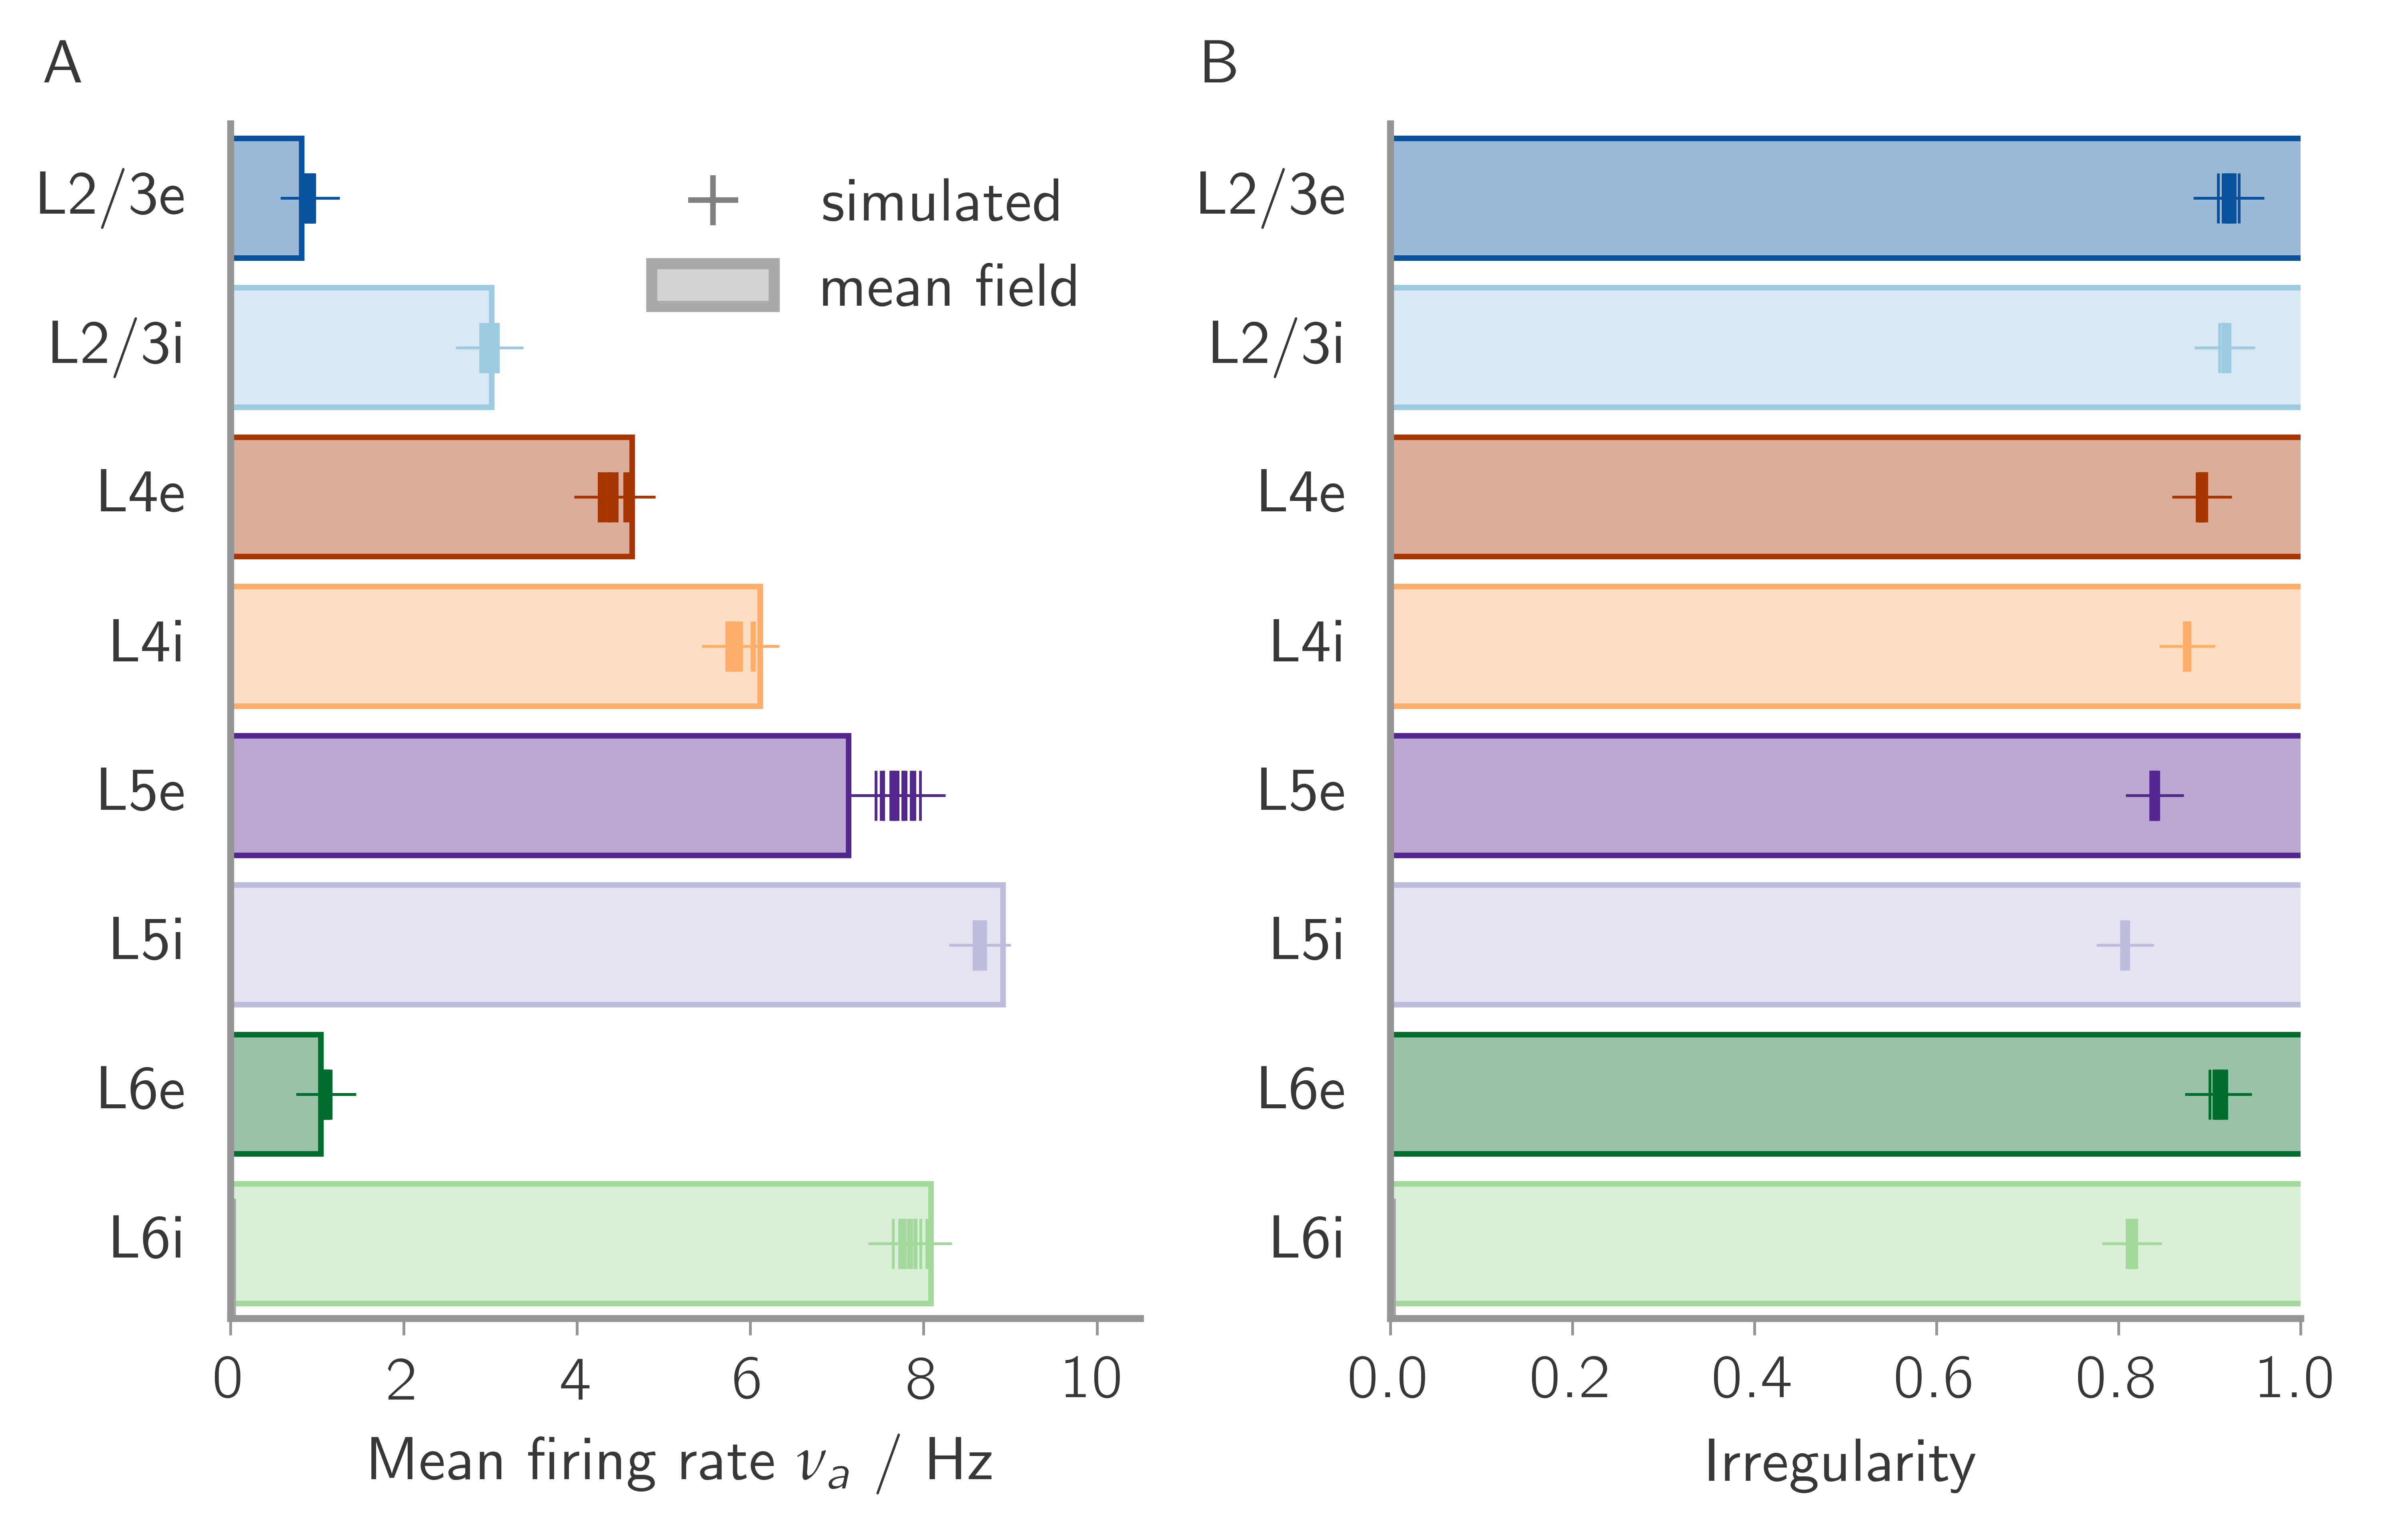 A
L2/3e
L2/3i
L4e
L4i
L5e
L5i
L6e
L6i
simulated
mean field
0 2 4 6 8 10
Mean firing rate νa / Hz
B
L2/3e
L2/3i
L4e
L4i
L5e
L5i
L6e
L6i
0.0 0.2 0.4 0.6 0.8 1.0
Irregularity